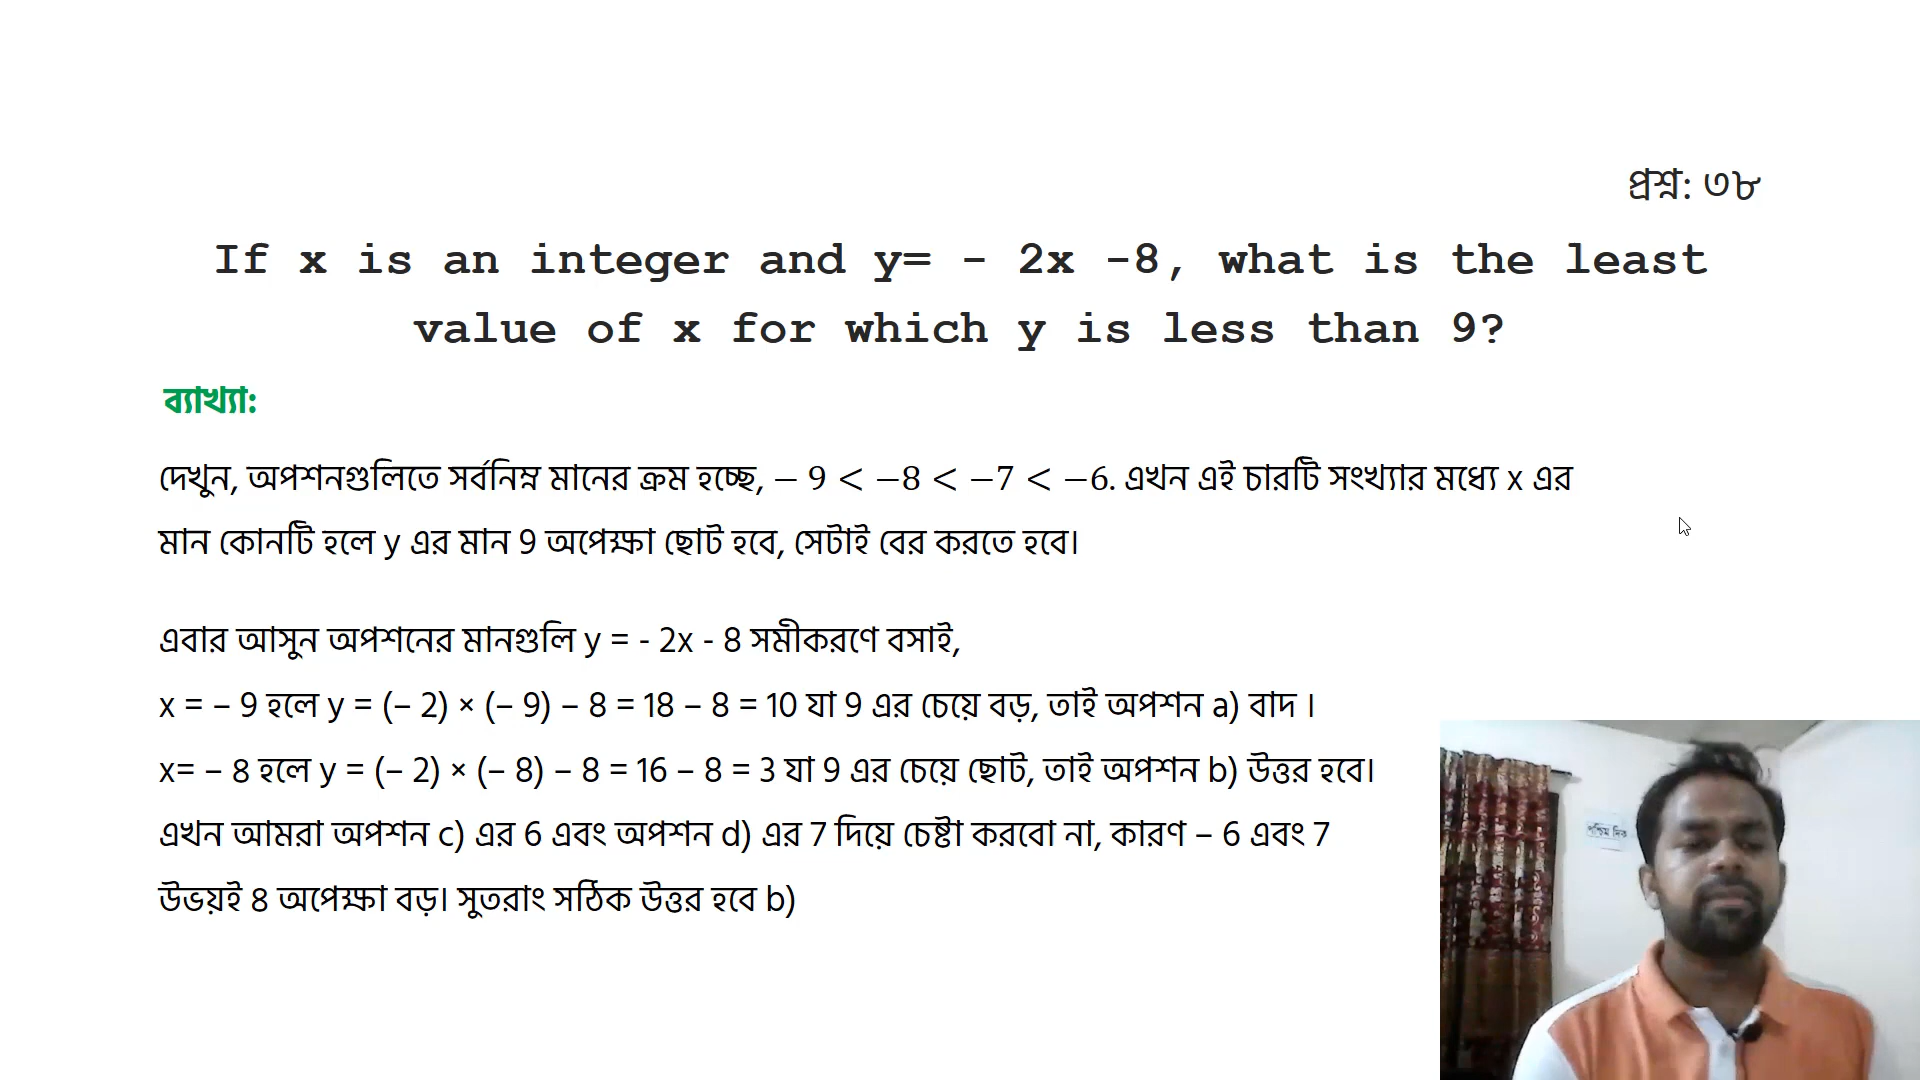 প্রশ্ন: ৩৮
If x is an integer and y= - 2x -8, what is the least
value of x for which y is less than 9?
ব্যাখ্যা:
দেখুন, অপশনগুলিতে সর্বনিম্ন মানের ক্রম হচ্ছে, − 9 < −8 < −7 < −6. এখন এই চারটি সংখ্যার মধ্যে x এর
মান কোনটি হলে y এর মান 9 অপেক্ষা ছোট হবে, সেটাই বের করতে হবে।
এবার আসুন অপশনের মানগুলি y = - 2x - 8 সমীকরণে বসাই,
x = – 9 হলে y = (– 2) × (– 9) – 8 = 18 – 8 = 10 যা 9 এর চেয়ে বড়, তাই অপশন a) বাদ ।
x= – 8 হলে y = (– 2) × (– 8) – 8 = 16 – 8 = 3 যা 9 এর চেয়ে ছোট, তাই অপশন b) উত্তর হবে।
এখন আমরা অপশন c) এর 6 এবং অপশন d) এর 7 দিয়ে চেষ্টা করবো না, কারণ – 6 এবং 7
উভয়ই 8 অপেক্ষা বড়। সুতরাং সঠিক উত্তর হবে b)
পশ্চিম দিক